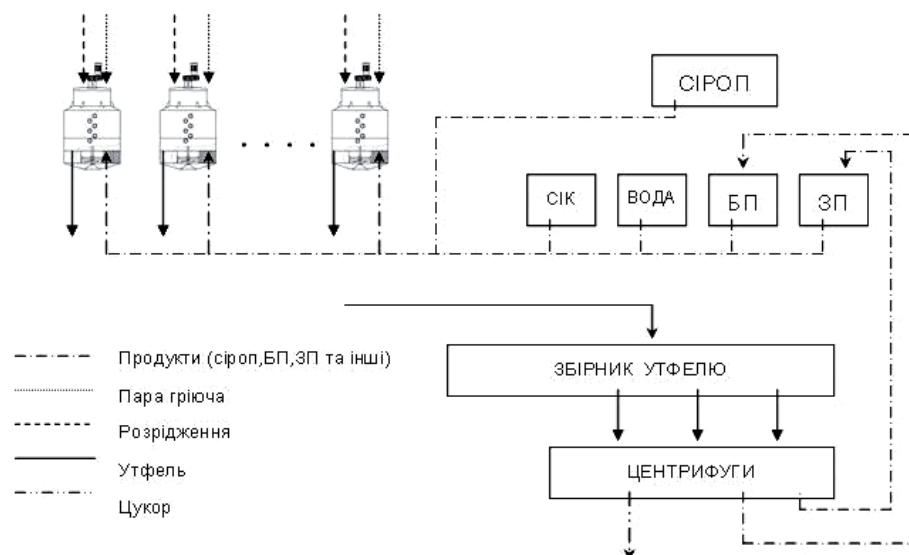 СІРОП
СІК
ВОДА
БП
ЗП
Продукти (сіроп,БП,ЗП та інші)
Пара гріюча
Розрідження
Утфель
Цукор
ЗБІРНИК УТФЕЛЮ
ЦЕНТРИФУГИ